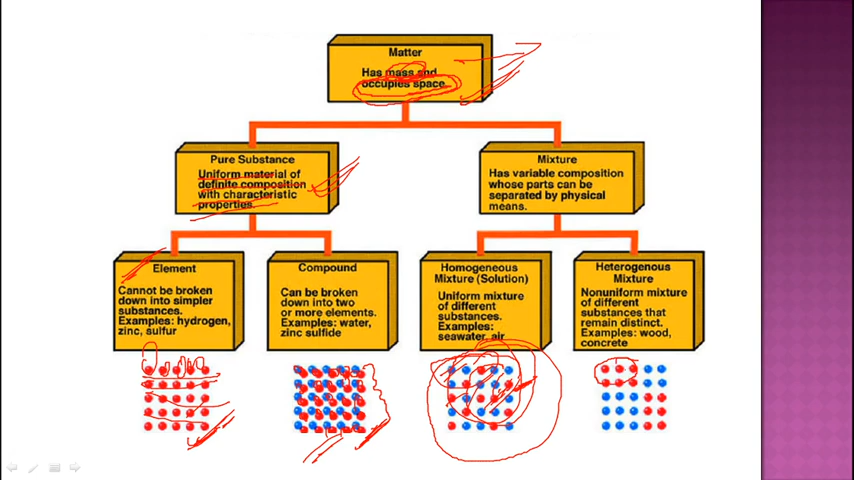 Matter
Has mass and
occupies space.
Pure Substance
Uniform material of
definite composition
with characteristic
properties.
Mixture
Has variable composition
whose parts can be
separated by physical
means.
Element
Cannot be broken
down into simpler
substances.
Examples: hydrogen,
zinc, sulfur
Compound
Can be broken
down into two
or more elements.
Examples: water,
zinc sulfide
Homogeneous
Mixture (Solution)
Uniform mixture
of different
substances.
Examples:
seawater, air
Heterogenous
Mixture
Nonuniform mixture
of different
substances that
remain distinct.
Examples: wood,
concrete